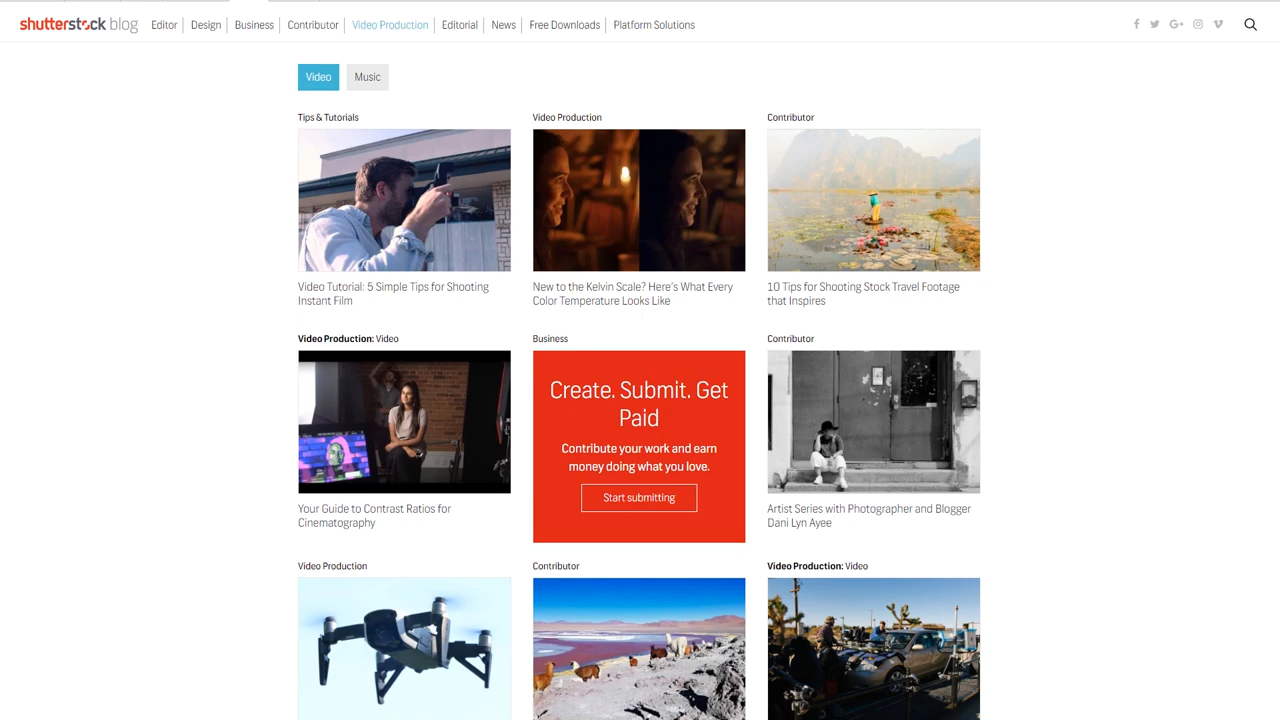 shutterstock blog Editor Design Business Contributor Video Production Editorial News Free Downloads Platform Solutions
Video Music
Tips & Tutorials
Video Tutorial: 5 Simple Tips for Shooting
Instant Film
Video Production
New to the Kelvin Scale? Here's What Every
Color Temperature Looks Like
Contributor
10 Tips for Shooting Stock Travel Footage
that Inspires
Video Production: Video
Your Guide to Contrast Ratios for
Cinematography
Business
Create. Submit. Get
Paid
Contribute your work and earn
money doing what you love.
Start submitting
Contributor
Artist Series with Photographer and Blogger
Dani Lyn Ayee
Video Production
Contributor
Video Production: Video